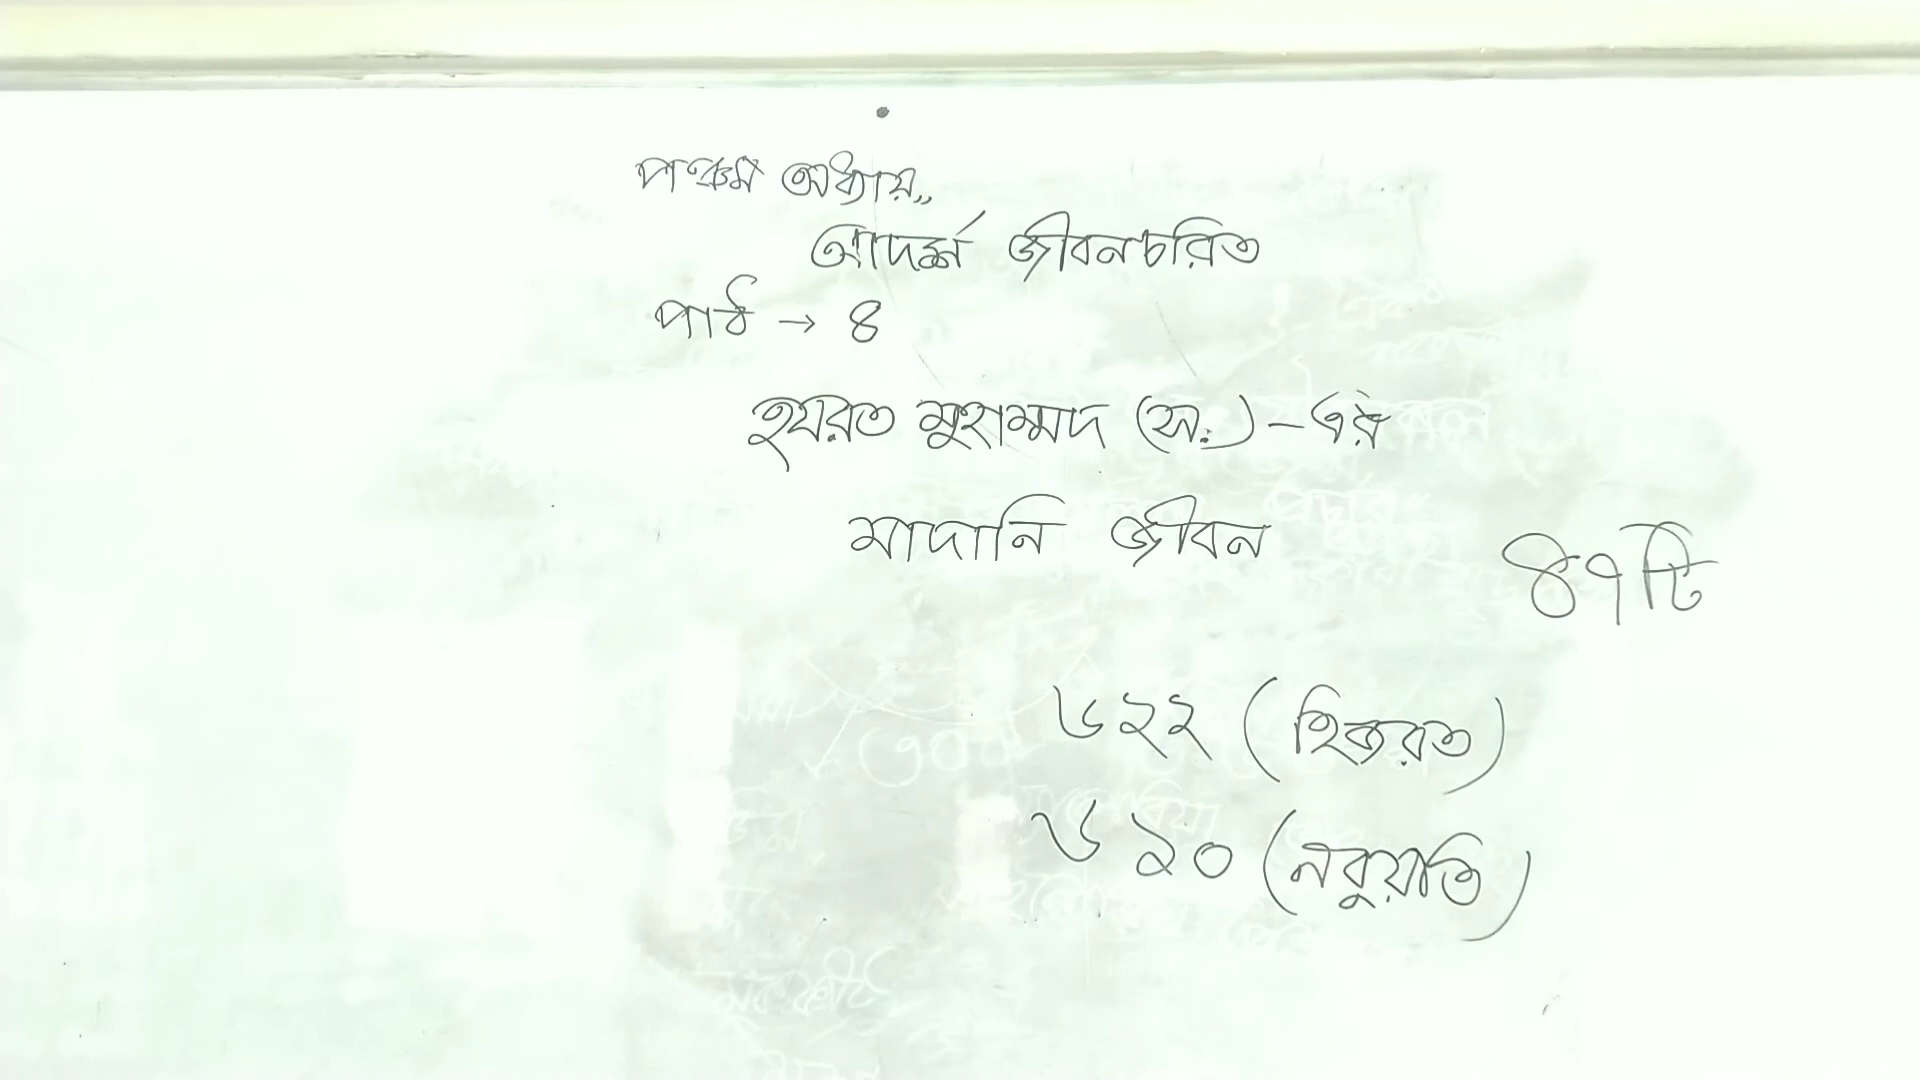 পঞ্চম অধ্যায়,,
আদর্শ জীবনচরিত
পাঠ → ৪
হযরত মুহাম্মদ (স:) - এর
মাদানি জীবন
৪৭টি
৬২২ (হিজরত)
৬১০ (নবুয়তি)